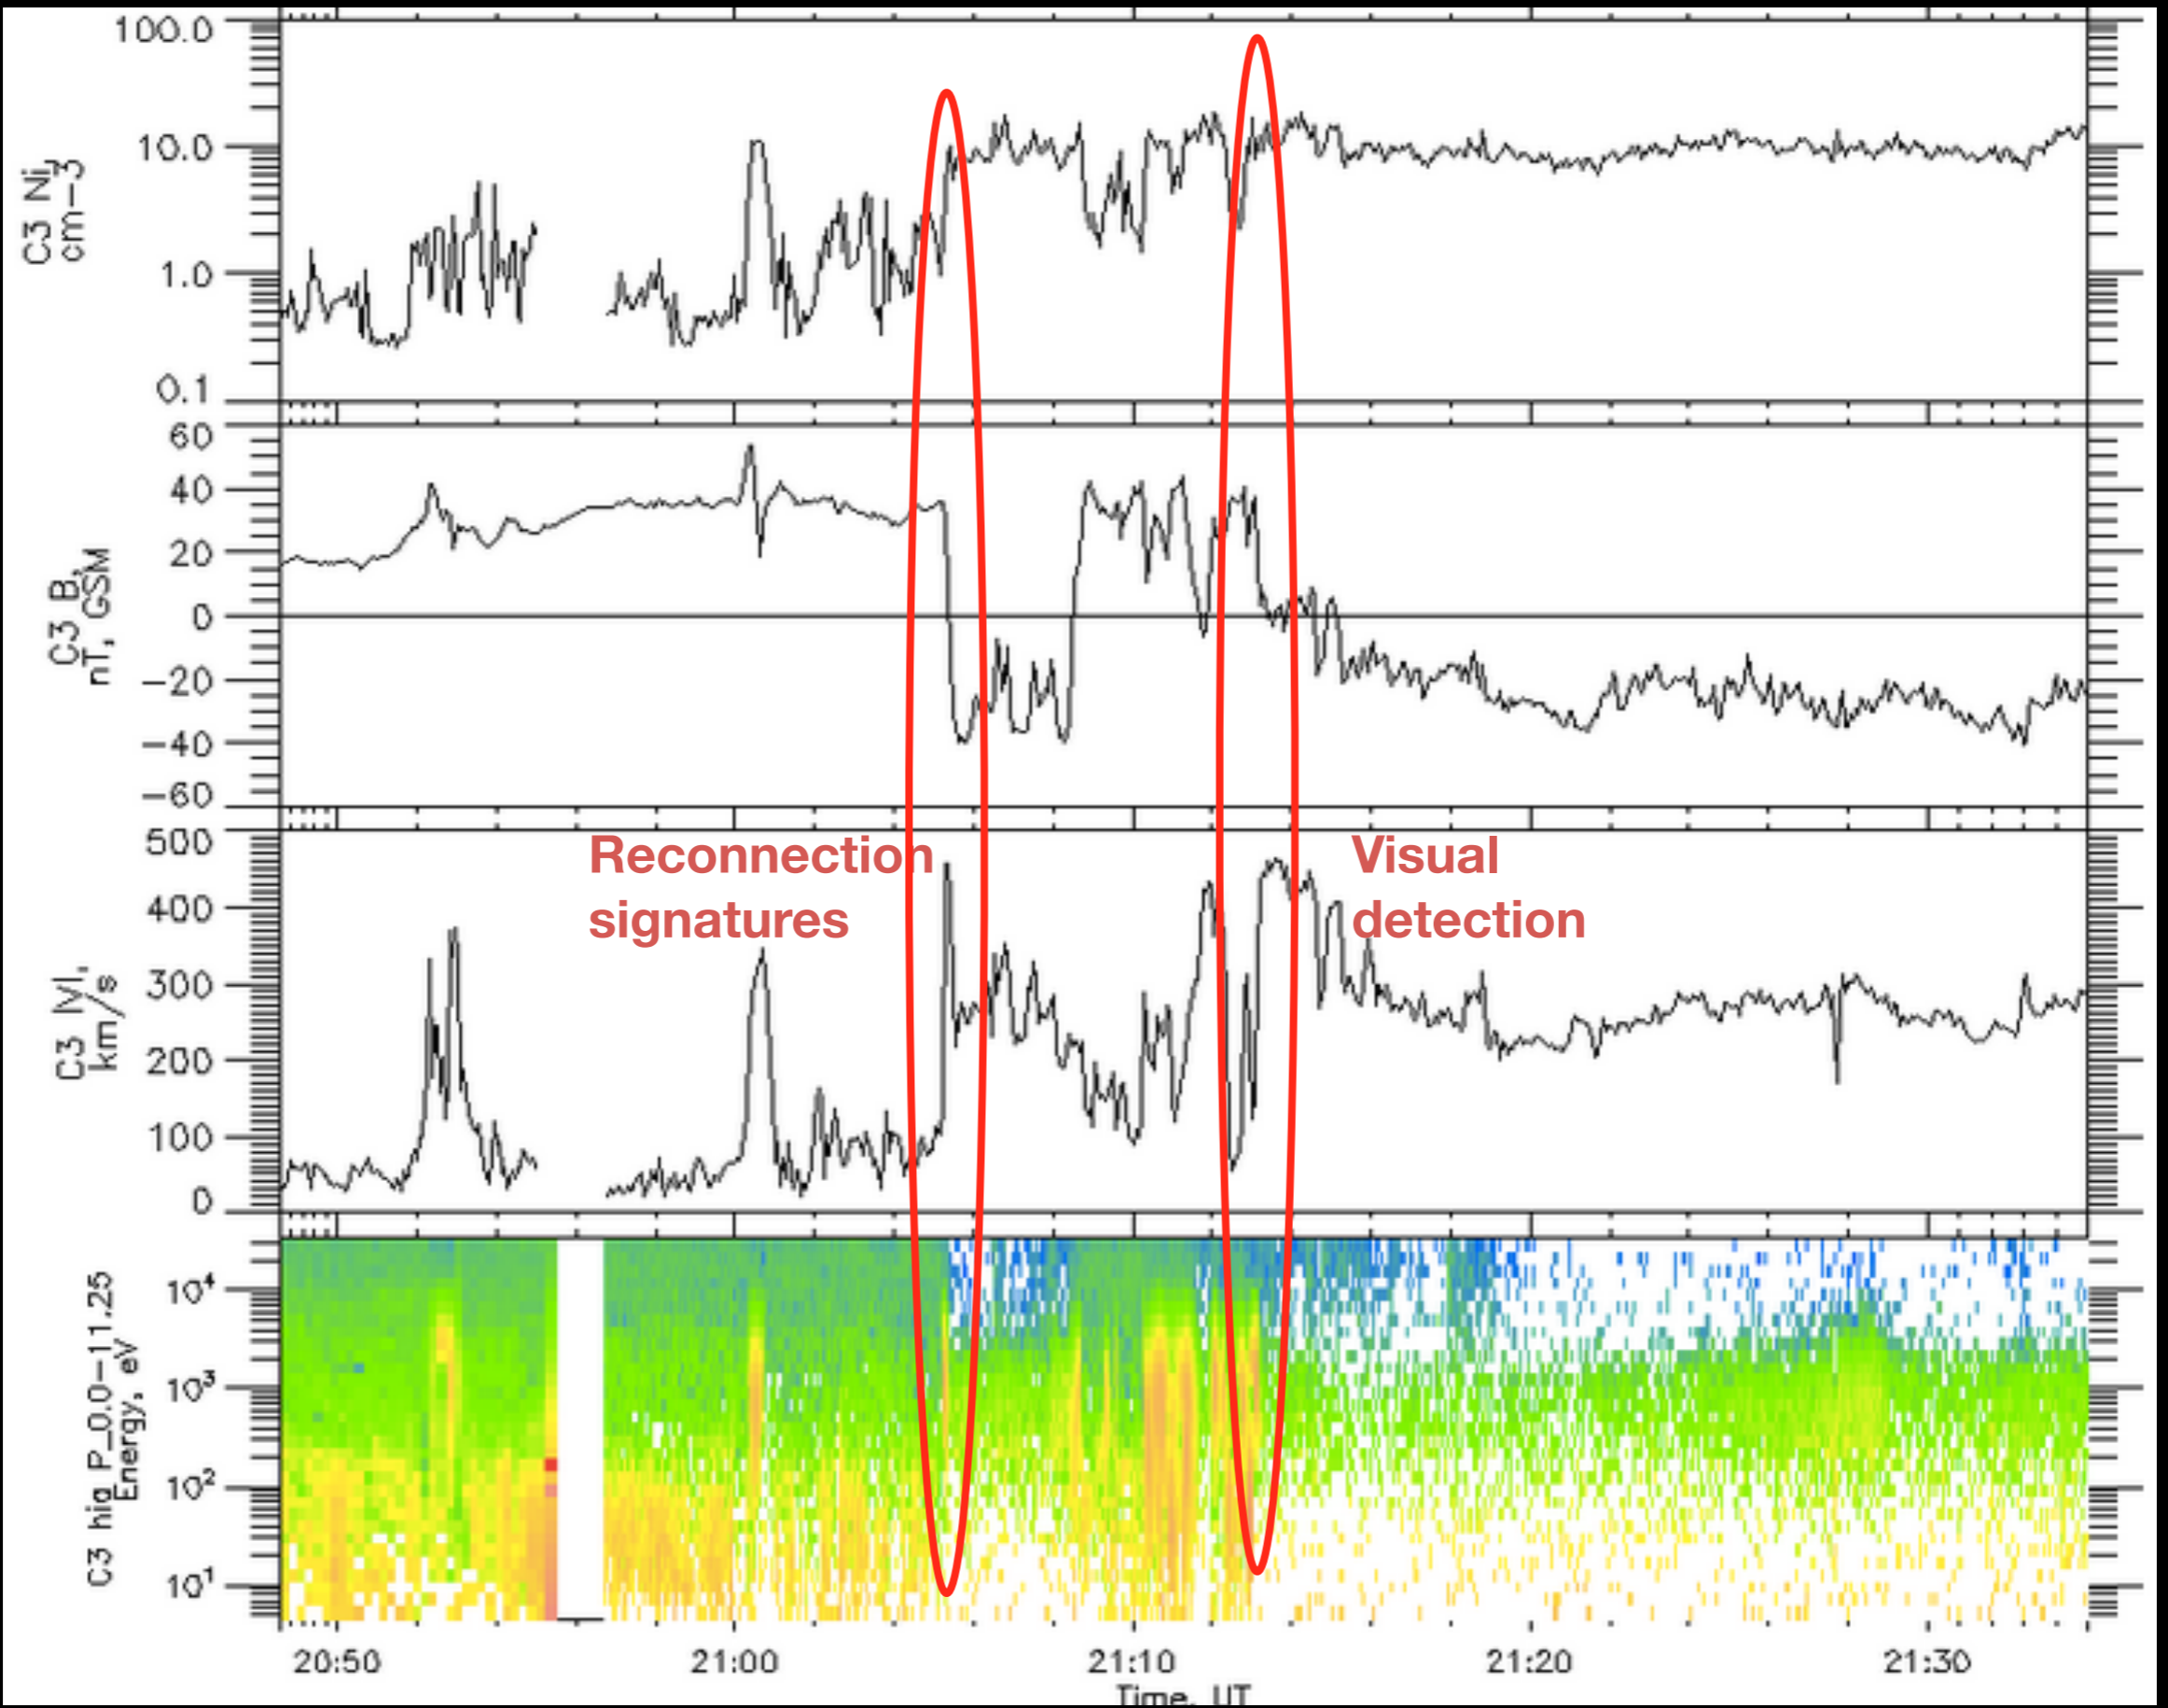 C3 Ni,
cm−3
100.0
10.0
1.0
0.1
C3 B,
nT, GSM
60
40
20
0
−20
−40
−60
C3 |V|,
km/s
500
400
300
200
100
0
Reconnection
signatures
Visual
detection
C3 hia P_0.0−11.25
Energy, eV
10⁴
10³
10²
10¹
20:50
21:00
21:10
21:20
21:30
Time, UT